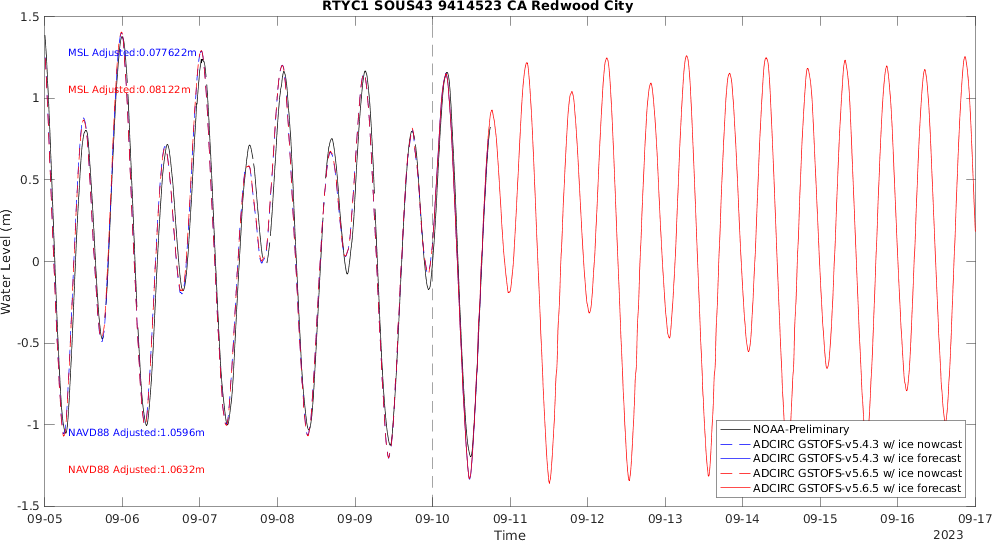 RTYC1 SOUS43 9414523 CA Redwood City
1.5
1
0.5
0
-0.5
-1
-1.5
Water Level (m)
MSL Adjusted:0.077622m
MSL Adjusted:0.08122m
NAVD88 Adjusted:1.0596m
NAVD88 Adjusted:1.0632m
NOAA-Preliminary
ADCIRC GSTOFS-v5.4.3 w/ ice nowcast
ADCIRC GSTOFS-v5.4.3 w/ ice forecast
ADCIRC GSTOFS-v5.6.5 w/ ice nowcast
ADCIRC GSTOFS-v5.6.5 w/ ice forecast
09-05 09-06 09-07 09-08 09-09 09-10 09-11 09-12 09-13 09-14 09-15 09-16 09-17
Time
2023